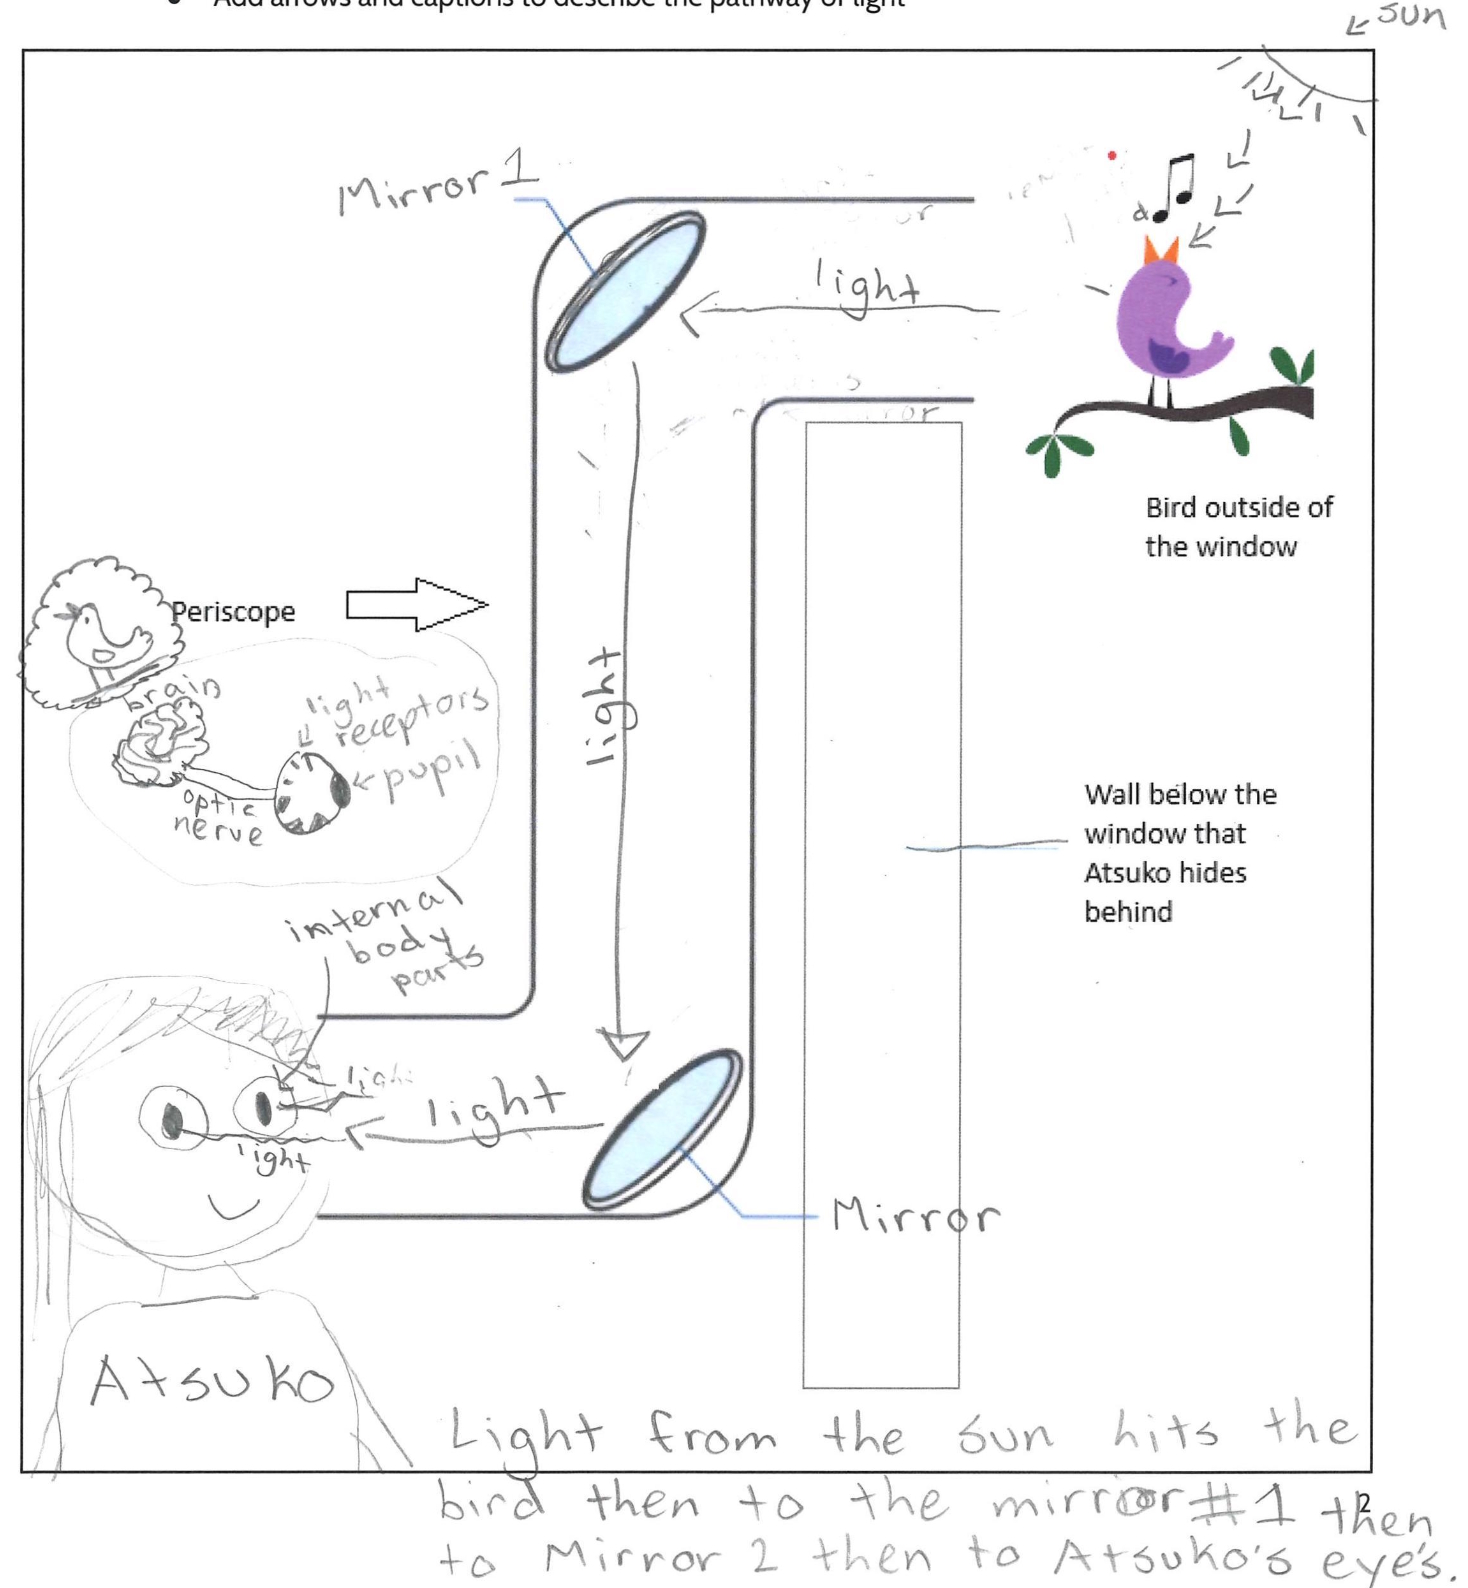 Add arrows and captions to describe the pathway of light
sun
Mirror 1
light
Bird outside of
the window
Periscope
brain
light
receptors
pupil
optic
nerve
light
Wall below the
window that
Atsuko hides
behind
internal
body
parts
light
light
light
Mirror
Atsuko
Light from the sun hits the
bird then to the mirror #1 then
2
to Mirror 2 then to Atsuko's eye's.